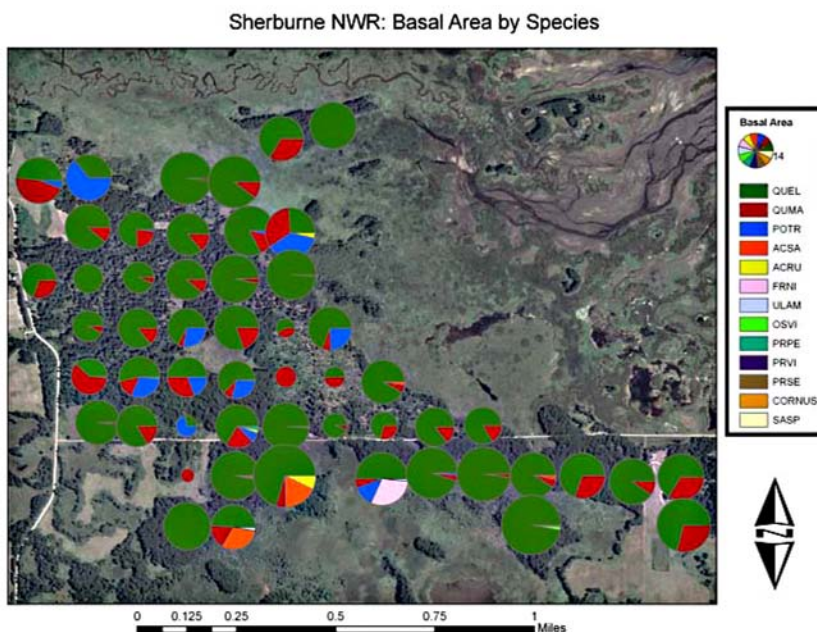 Sherburne NWR: Basal Area by Species
Basal Area
14
QUEL
QUMA
POTR
ACSA
ACRU
FRNI
ULAM
OSVI
PRPE
PRVI
PRSE
CORNUS
SASP
N
0 0.125 0.25 0.5 0.75 1
Miles